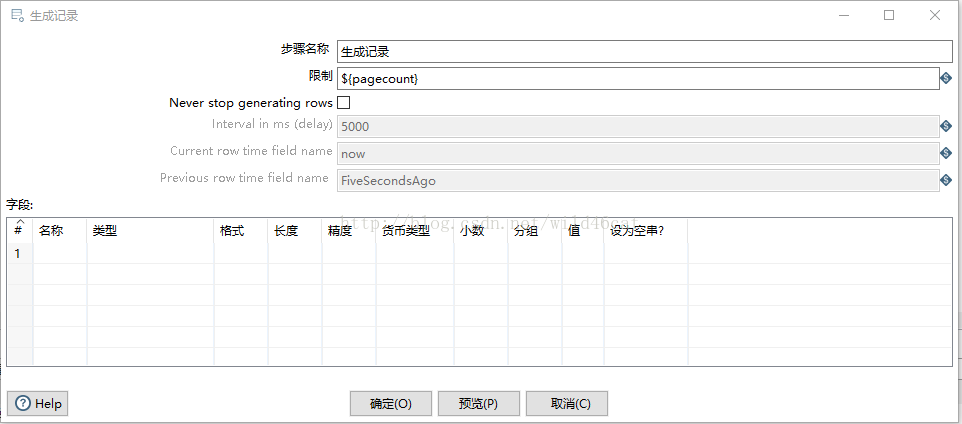 生成记录
步骤名称 生成记录
限制 ${pagecount}
Never stop generating rows
Interval in ms (delay) 5000
Current row time field name now
Previous row time field name FiveSecondsAgo
字段:
http://blog.csdn.net/wild46cat
# 名称 类型 格式 长度 精度 货币类型 小数 分组 值 设为空串?
1
Help 确定(O) 预览(P) 取消(C)